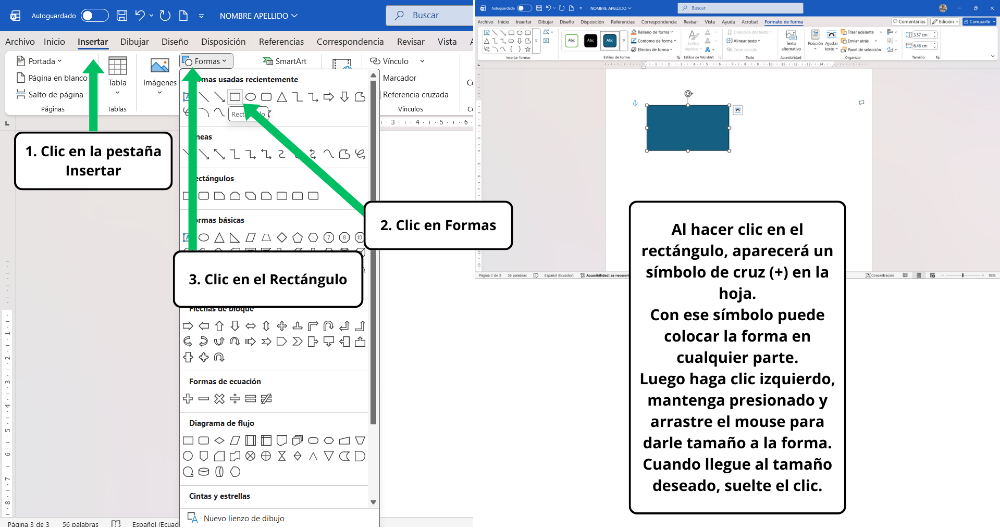 Autoguardado
NOMBRE APELLIDO
Buscar
Archivo Inicio Insertar Dibujar Diseño Disposición Referencias Correspondencia Revisar Vista
Portada
Página en blanco
Salto de página
Páginas
Tabla
Tablas
Imágenes
Formas
SmartArt
Vínculo
Marcador
Referencia cruzada
Vínculos
rmas usadas recientemente
neas
ectángulos
rmas básicas
Flechas de bloque
Formas de ecuación
Diagrama de flujo
Cintas y estrellas
Nuevo lienzo de dibujo
1. Clic en la pestaña
Insertar
2. Clic en Formas
3. Clic en el Rectángulo
Página 3 de 3 56 palabras Español (Ecuad
Autoguardado
NOMBRE APELLIDO
Buscar
Archivo Inicio Insertar Dibujar Diseño Disposición Referencias Correspondencia Revisar Vista Ayuda Acrobat Formato de forma
Comentarios Edición Compartir
Insertar formas
Abc Abc Abc
Relleno de forma
Contorno de forma
Efectos de forma
Estilos de forma
Estilos
rápidos
Estilos de WordArt
Dirección del texto
Alinear texto
Crear vínculo
Texto
Texto
alternativo
Accesibilidad
Posición
Ajustar
texto
Traer adelante
Enviar atrás
Panel de selección
Organizar
3,57 cm
6,46 cm
Tamaño
Al hacer clic en el
rectángulo, aparecerá un
símbolo de cruz (+) en la
hoja.
Con ese símbolo puede
colocar la forma en
cualquier parte.
Luego haga clic izquierdo,
mantenga presionado y
arrastre el mouse para
darle tamaño a la forma.
Cuando llegue al tamaño
deseado, suelte el clic.
Página 3 de 3 56 palabras Español (Ecuador) Accesibilidad: es necesari
Concentración
98%